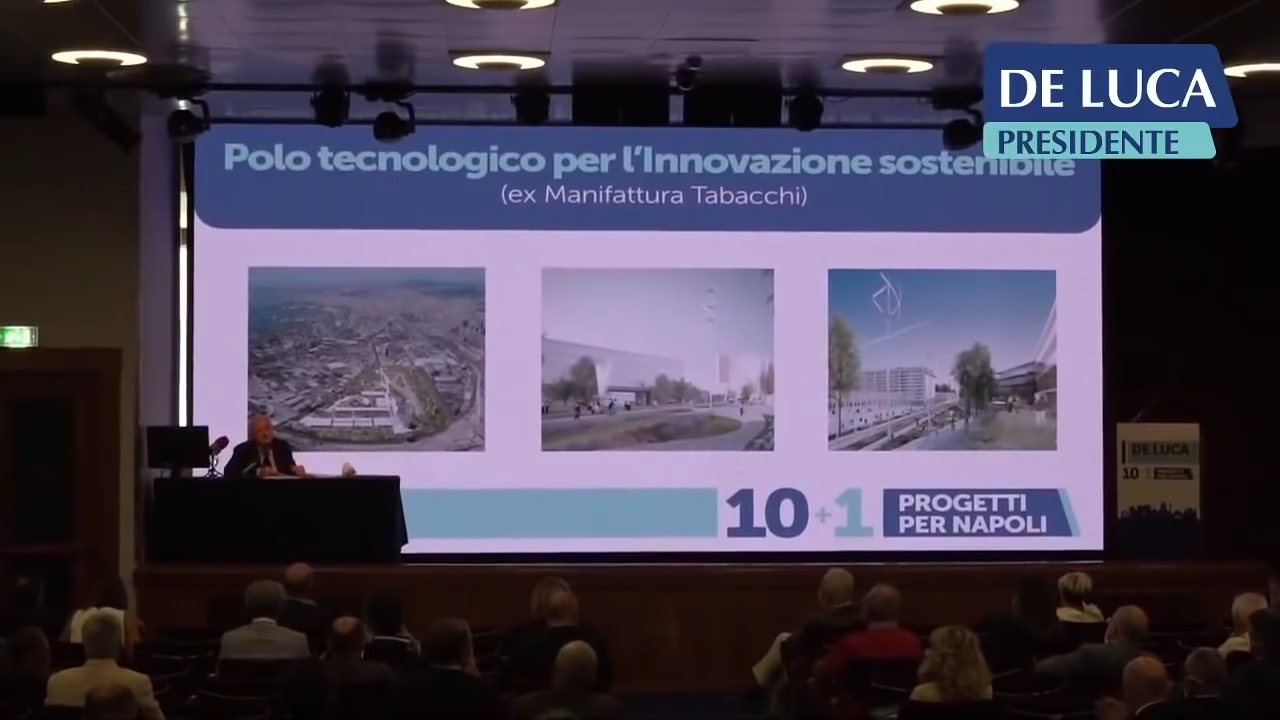 DE LUCA
PRESIDENTE
Polo tecnologico per l'Innovazione sostenibile
(ex Manifattura Tabacchi)
10+1
PROGETTI
PER NAPOLI
DE LUCA
10 1